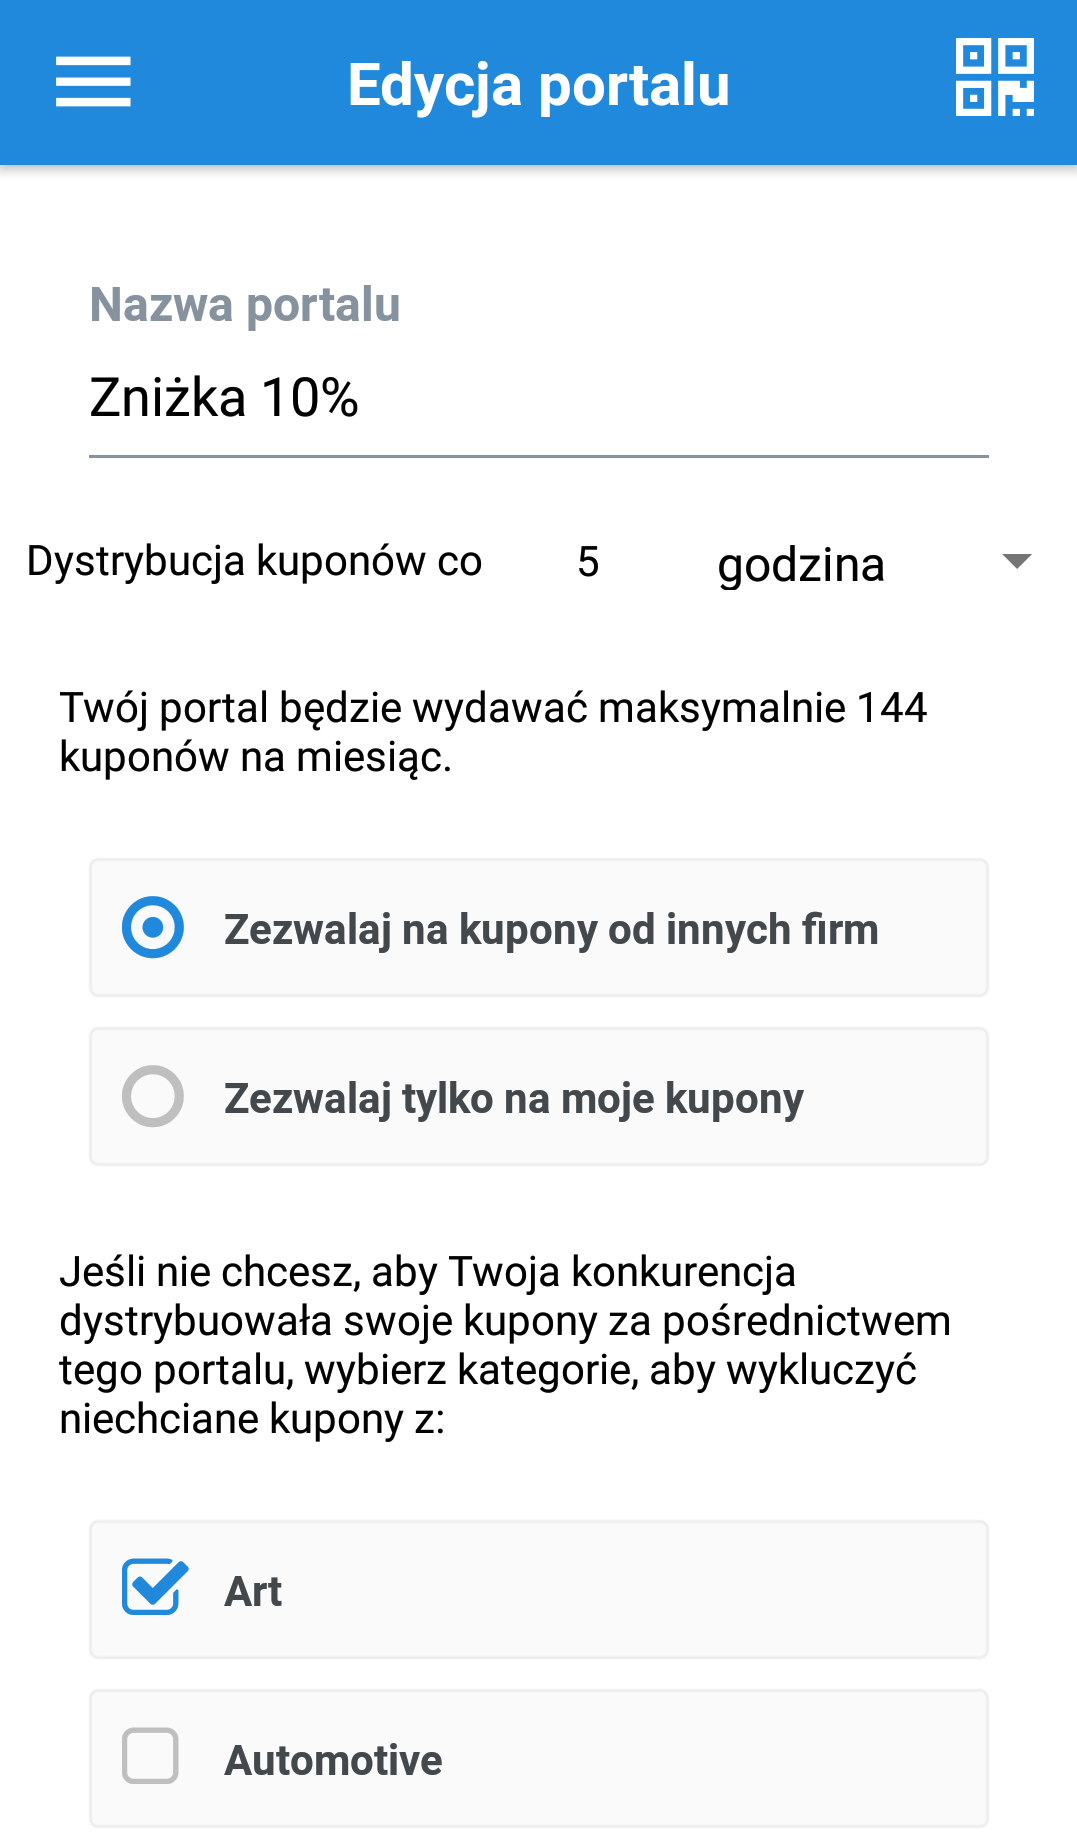 Edycja portalu
Nazwa portalu
Zniżka 10%
Dystrybucja kuponów co 5 godzina
Twój portal będzie wydawać maksymalnie 144
kuponów na miesiąc.
Zezwalaj na kupony od innych firm
Zezwalaj tylko na moje kupony
Jeśli nie chcesz, aby Twoja konkurencja
dystrybuowała swoje kupony za pośrednictwem
tego portalu, wybierz kategorie, aby wykluczyć
niechciane kupony z:
Art
Automotive